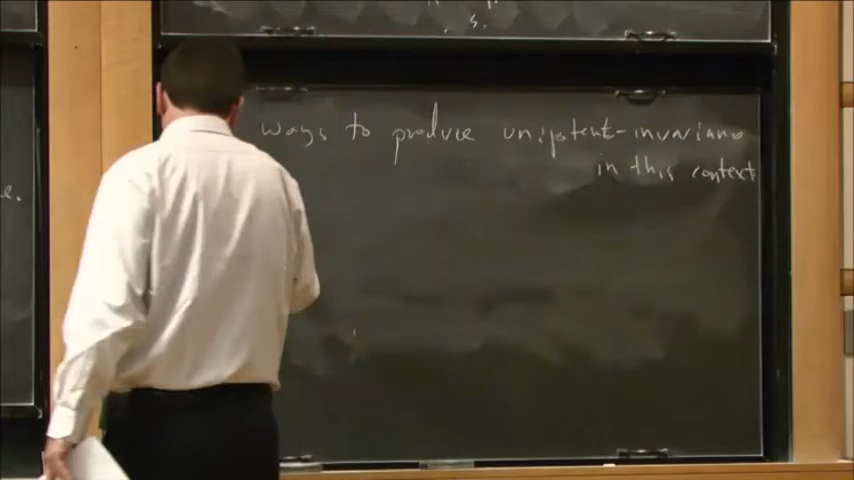 s.
ways to produce unipotent-invariance
in this context
e.